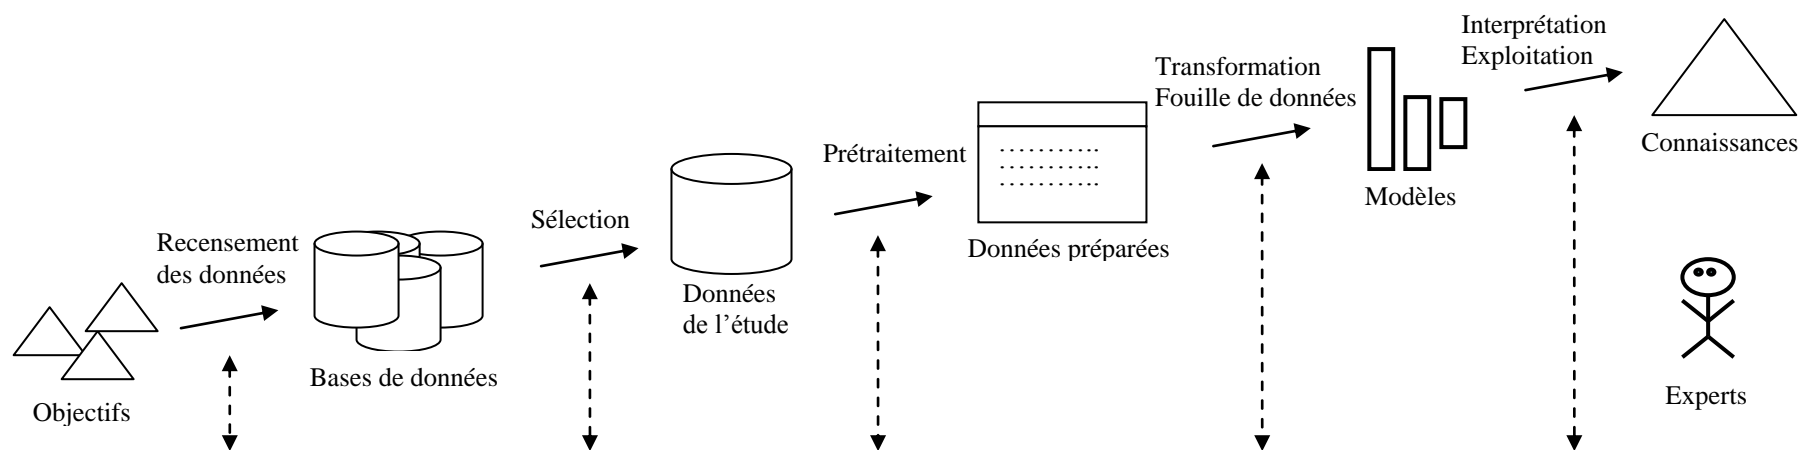 Objectifs
Recensement
des données
Bases de données
Sélection
Données
de l’étude
Prétraitement
Données préparées
Transformation
Fouille de données
Modèles
Interprétation
Exploitation
Connaissances
Experts